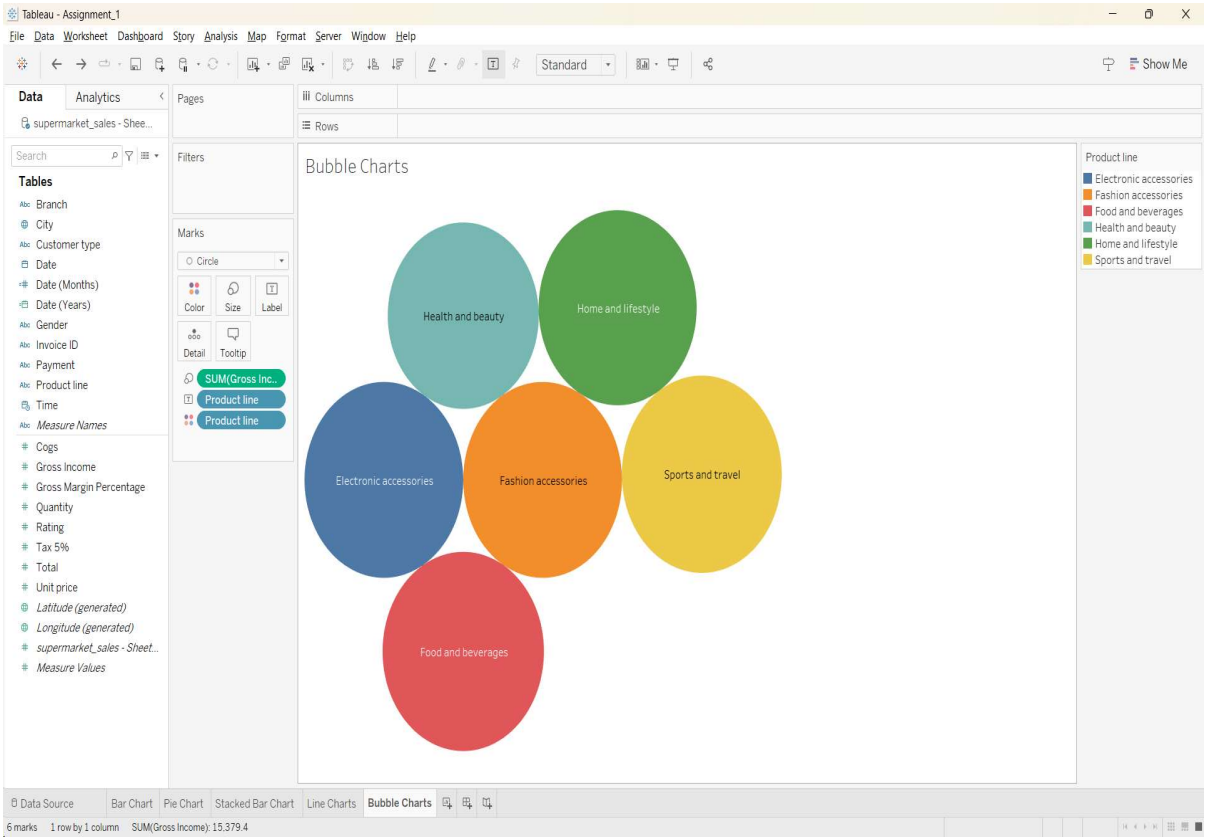 Tableau - Assignment_1
File Data Worksheet Dashboard Story Analysis Map Format Server Window Help
Standard
Show Me
Data Analytics
Pages
Columns
supermarket_sales - Shee...
Rows
Search
Filters
Bubble Charts
Product line
Electronic accessories
Fashion accessories
Food and beverages
Health and beauty
Home and lifestyle
Sports and travel
Tables
Abc Branch
City
Abc Customer type
Date
Date (Months)
Date (Years)
Abc Gender
Abc Invoice ID
Abc Payment
Abc Product line
Time
Abc Measure Names
# Cogs
# Gross Income
# Gross Margin Percentage
# Quantity
# Rating
# Tax 5%
# Total
# Unit price
Latitude (generated)
Longitude (generated)
# supermarket_sales - Sheet...
# Measure Values
Marks
Circle
Color Size Label
Detail Tooltip
SUM(Gross Inc..
Product line
Product line
Health and beauty
Home and lifestyle
Electronic accessories
Fashion accessories
Sports and travel
Food and beverages
Data Source Bar Chart Pie Chart Stacked Bar Chart Line Charts Bubble Charts
6 marks 1 row by 1 column SUM(Gross Income): 15,379.4